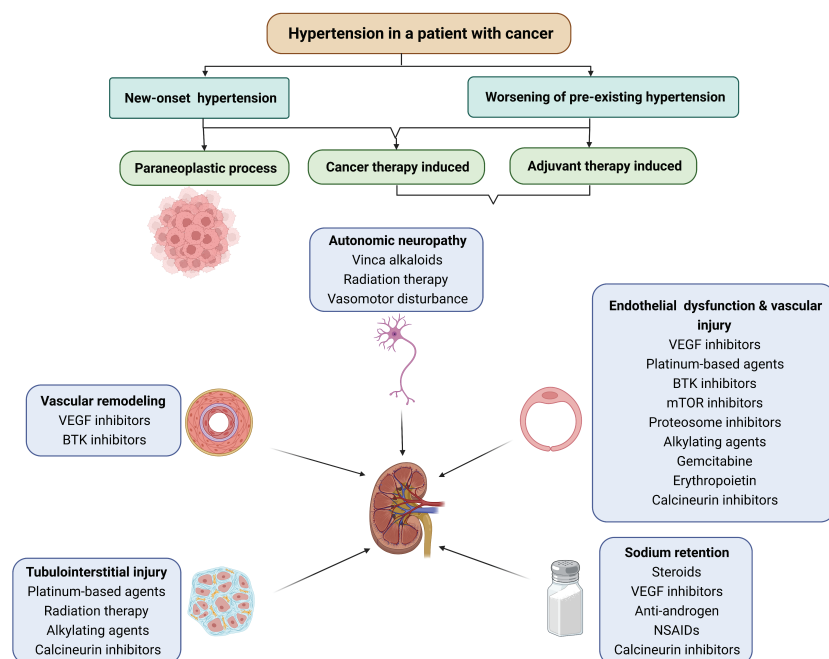 Hypertension in a patient with cancer
New-onset hypertension
Worsening of pre-existing hypertension
Paraneoplastic process
Cancer therapy induced
Adjuvant therapy induced
Autonomic neuropathy
Vinca alkaloids
Radiation therapy
Vasomotor disturbance
Endothelial dysfunction & vascular
injury
VEGF inhibitors
Platinum-based agents
BTK inhibitors
mTOR inhibitors
Proteosome inhibitors
Alkylating agents
Gemcitabine
Erythropoietin
Calcineurin inhibitors
Vascular remodeling
VEGF inhibitors
BTK inhibitors
Tubulointerstitial injury
Platinum-based agents
Radiation therapy
Alkylating agents
Calcineurin inhibitors
Sodium retention
Steroids
VEGF inhibitors
Anti-androgen
NSAIDs
Calcineurin inhibitors